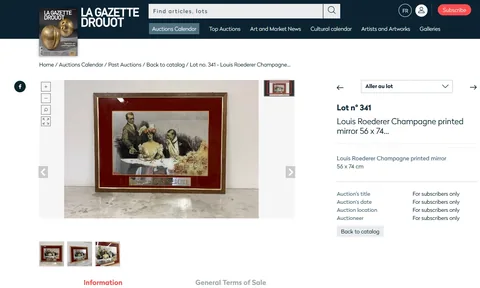 LA GAZETTE
DROUOT
LA GAZETTE
DROUOT
Find articles, lots
FR
Subscribe
Auctions Calendar
Top Auctions
Art and Market News
Cultural calendar
Artists and Artworks
Galleries
Home / Auctions Calendar / Past Auctions / Back to catalog / Lot no. 341 - Louis Roederer Champagne...
Aller au lot
Lot n° 341
Louis Roederer Champagne printed
mirror 56 x 74...
Louis Roederer Champagne printed mirror
56 x 74 cm
Auction's title For subscribers only
Auction's date For subscribers only
Auction location For subscribers only
Auctioneer For subscribers only
Back to catalog
Information
General Terms of Sale